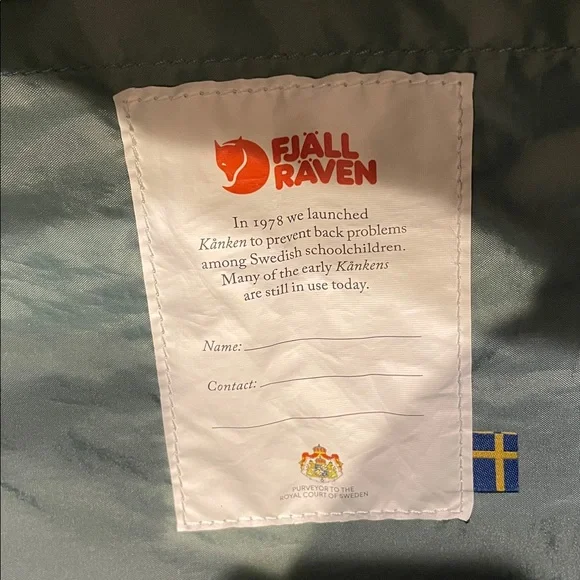 FJÄLL
RÄVEN
In 1978 we launched
Kånken to prevent back problems
among Swedish schoolchildren.
Many of the early Kånkens
are still in use today.
Name:
Contact:
PURVEYOR TO THE
ROYAL COURT OF SWEDEN